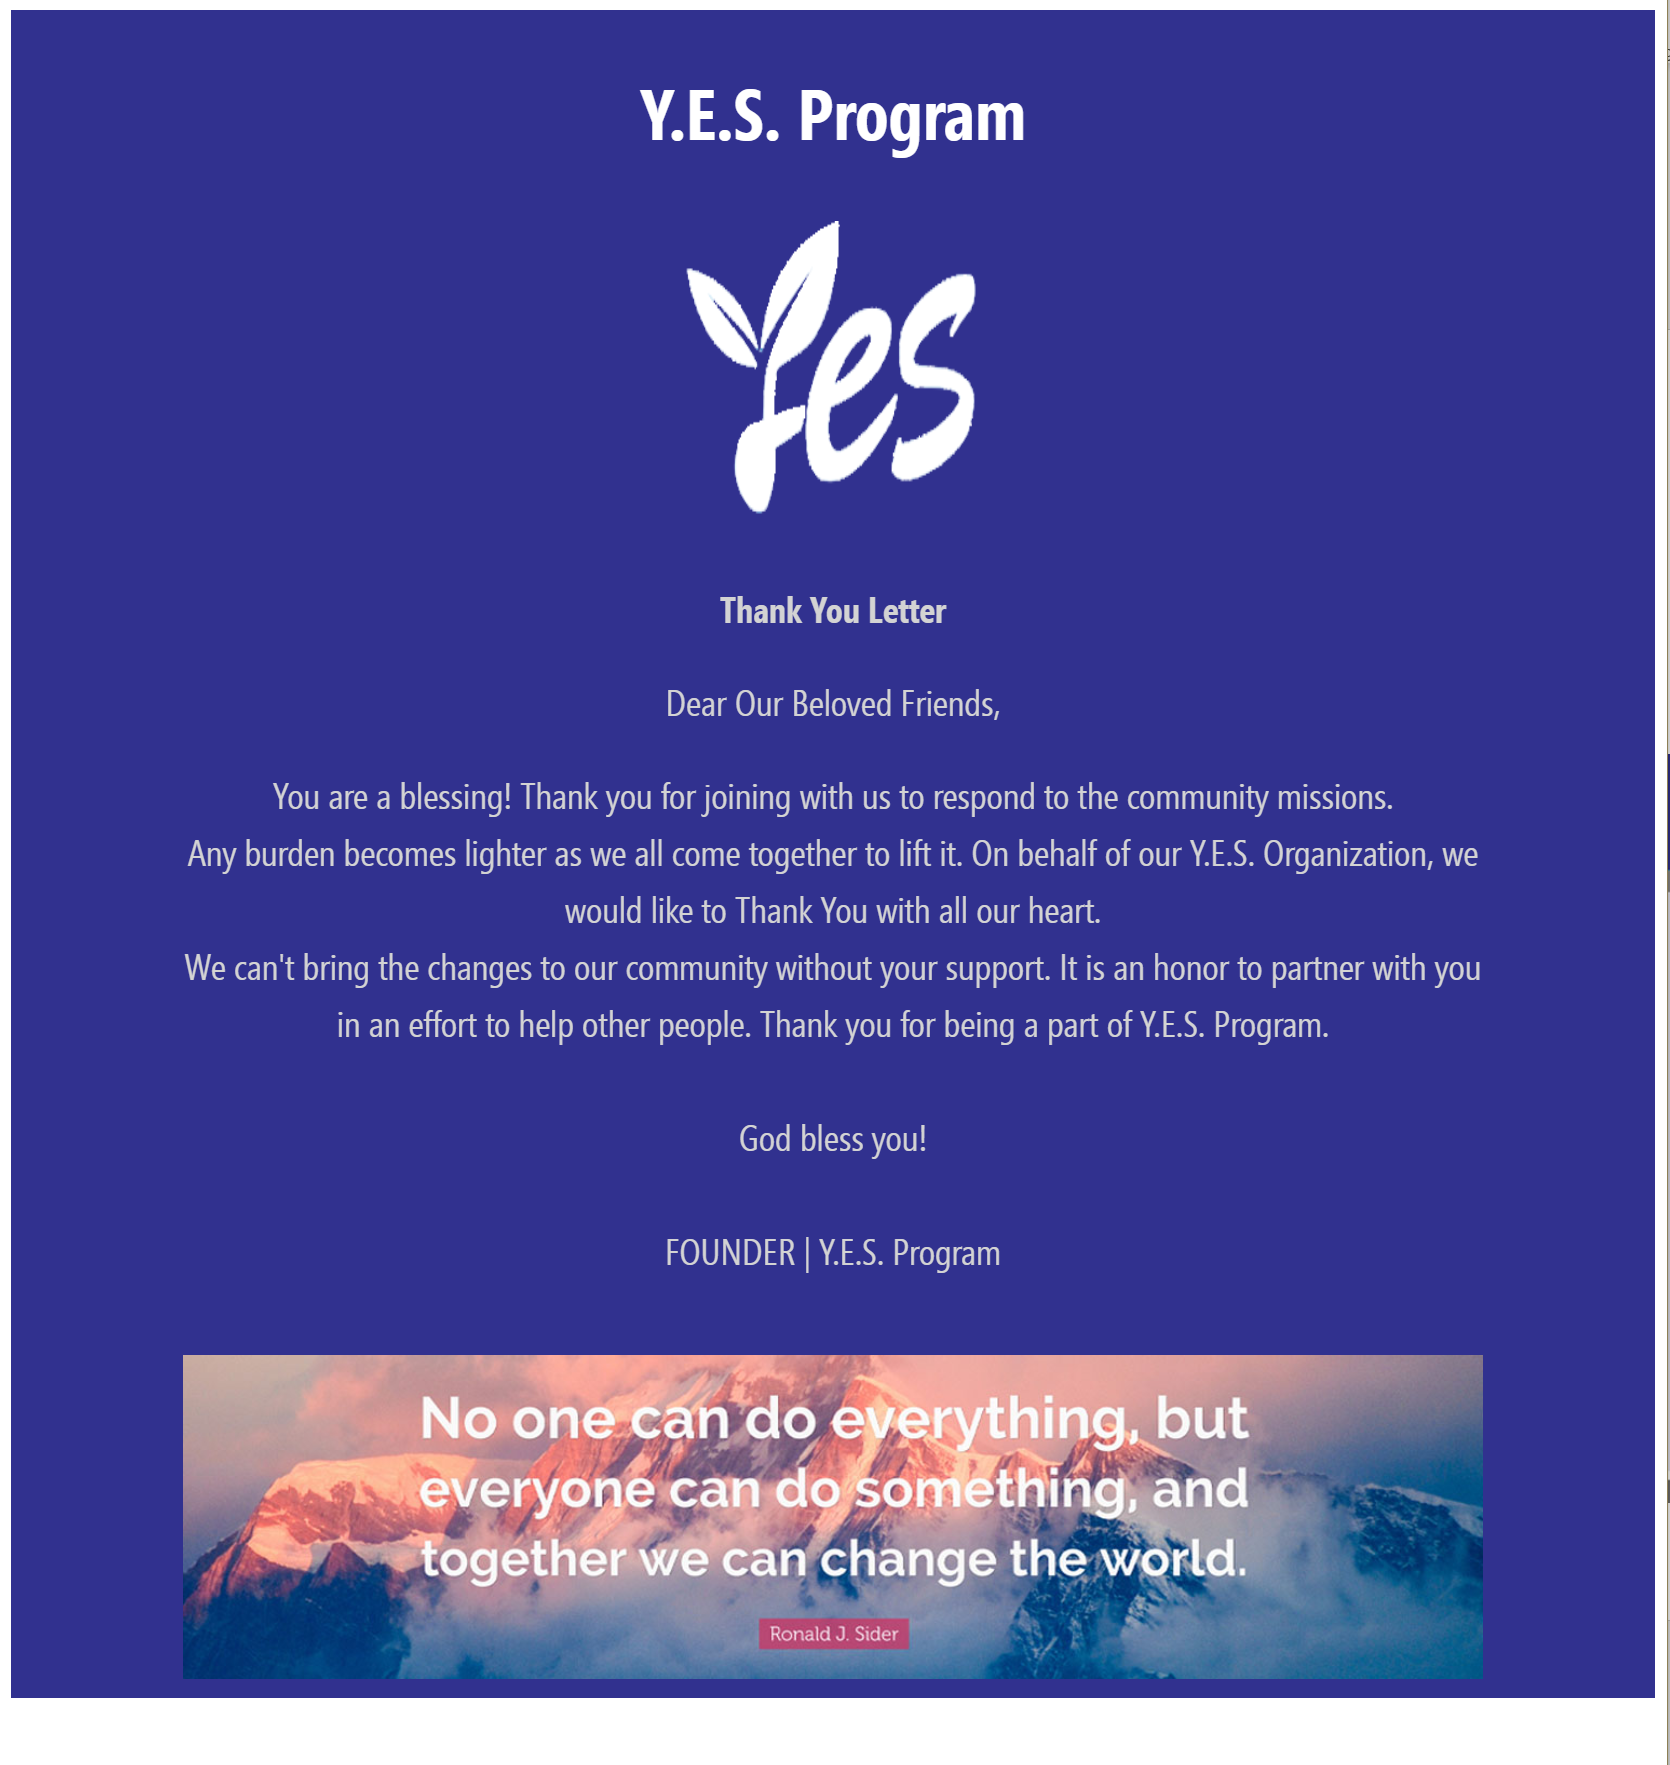 Y.E.S. Program
Yes
Thank You Letter
Dear Our Beloved Friends,
You are a blessing! Thank you for joining with us to respond to the community missions.
Any burden becomes lighter as we all come together to lift it. On behalf of our Y.E.S. Organization, we
would like to Thank You with all our heart.
We can't bring the changes to our community without your support. It is an honor to partner with you
in an effort to help other people. Thank you for being a part of Y.E.S. Program.
God bless you!
FOUNDER | Y.E.S. Program
No one can do everything, but
everyone can do something, and
together we can change the world.
Ronald J. Sider